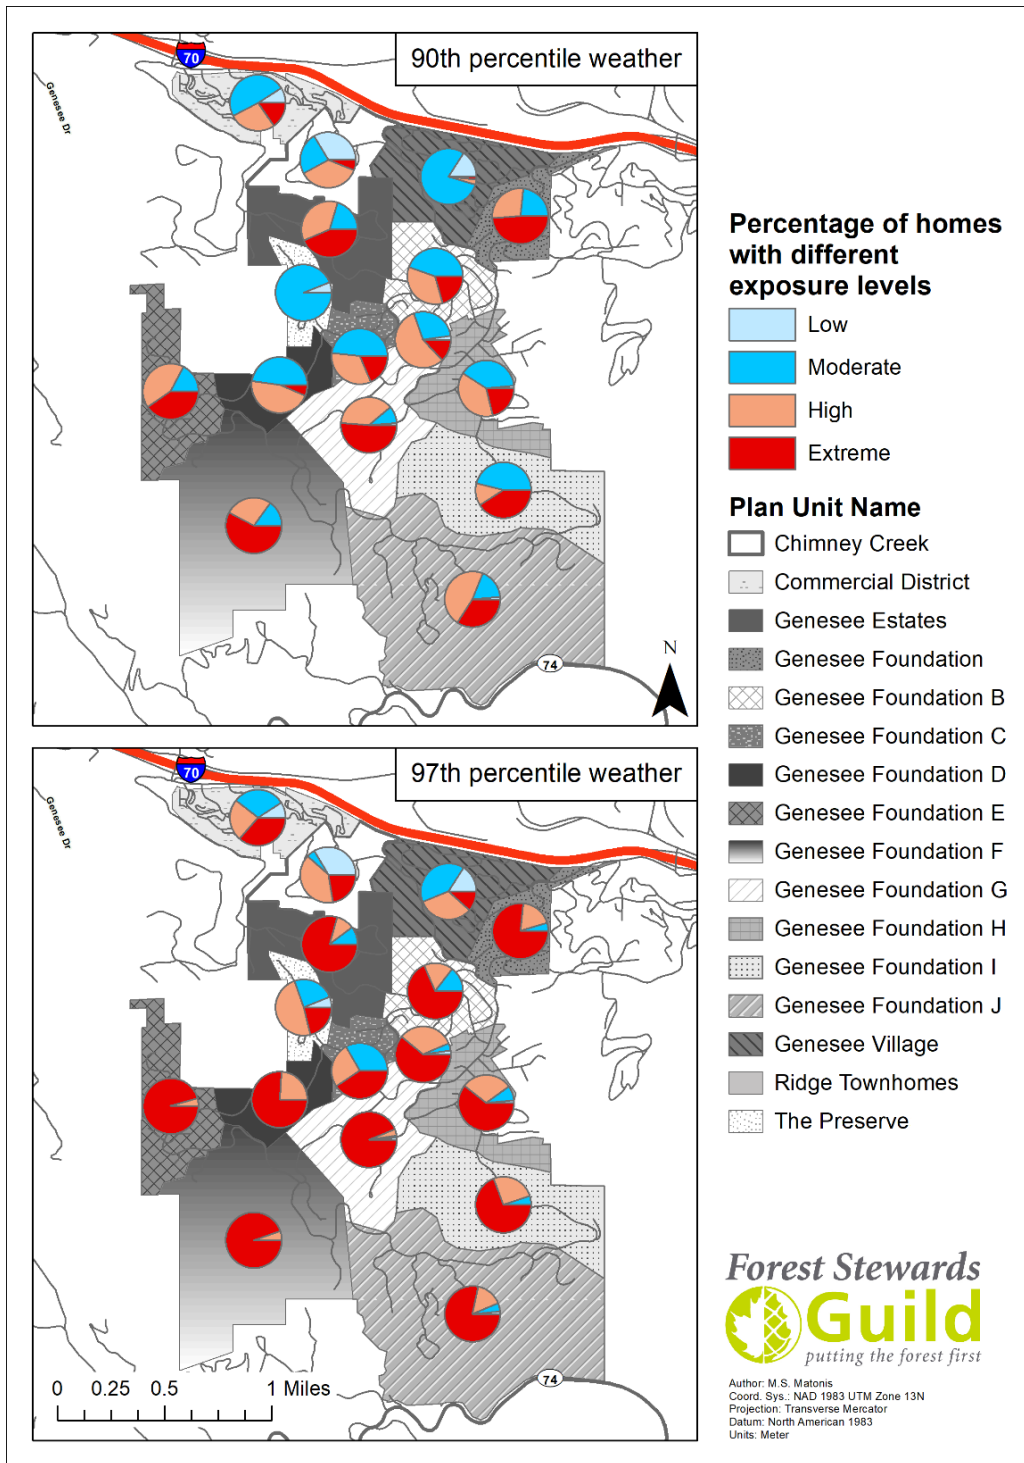 90th percentile weather
70
Genesee Dr
N
74
97th percentile weather
70
Genesee Dr
0 0.25 0.5 1 Miles
74
Percentage of homes
with different
exposure levels
Low
Moderate
High
Extreme
Plan Unit Name
Chimney Creek
Commercial District
Genesee Estates
Genesee Foundation
Genesee Foundation B
Genesee Foundation C
Genesee Foundation D
Genesee Foundation E
Genesee Foundation F
Genesee Foundation G
Genesee Foundation H
Genesee Foundation I
Genesee Foundation J
Genesee Village
Ridge Townhomes
The Preserve
Forest Stewards
Guild
putting the forest first
Author: M.S. Matonis
Coord. Sys.: NAD 1983 UTM Zone 13N
Projection: Transverse Mercator
Datum: North American 1983
Units: Meter